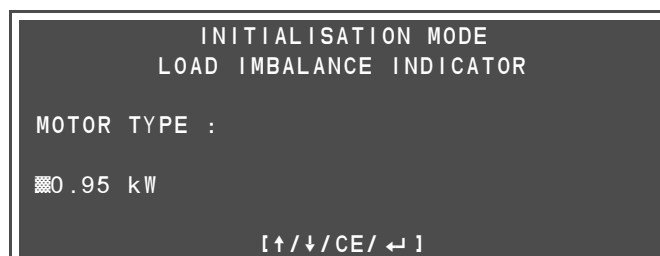 INITIALISATION MODE
LOAD IMBALANCE INDICATOR
MOTOR TYPE :
▒0.95 kW
[↑/↓/CE/↵]